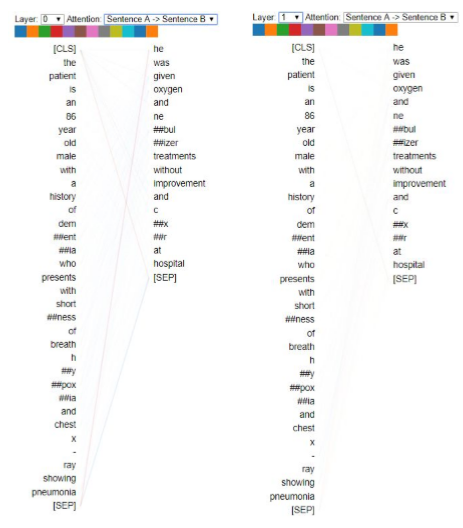 Layer: 0 Attention: Sentence A -> Sentence B
[CLS] he
the was
patient given
is oxygen
an and
86 ne
year ##bul
old ##izer
male treatments
with without
a improvement
history and
of c
dem ##x
##ent ##r
##ia at
who hospital
presents [SEP]
with
short
##ness
of
breath
h
##y
##pox
##ia
and
chest
x
-
ray
showing
pneumonia
[SEP]
Layer: 1 Attention: Sentence A -> Sentence B
[CLS] he
the was
patient given
is oxygen
an and
86 ne
year ##bul
old ##izer
male treatments
with without
a improvement
history and
of c
dem ##x
##ent ##r
##ia at
who hospital
presents [SEP]
with
short
##ness
of
breath
h
##y
##pox
##ia
and
chest
x
-
ray
showing
pneumonia
[SEP]